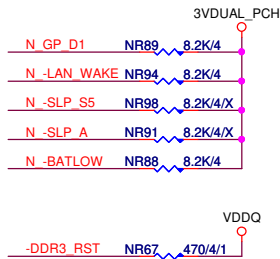 3VDUAL_PCH
N_GP_D1 NR89 8.2K/4
N_-LAN_WAKE NR94 8.2K/4
N_-SLP_S5 NR98 8.2K/4/X
N_-SLP_A NR91 8.2K/4/X
N_-BATLOW NR88 8.2K/4
VDDQ
-DDR3_RST NR67 470/4/1